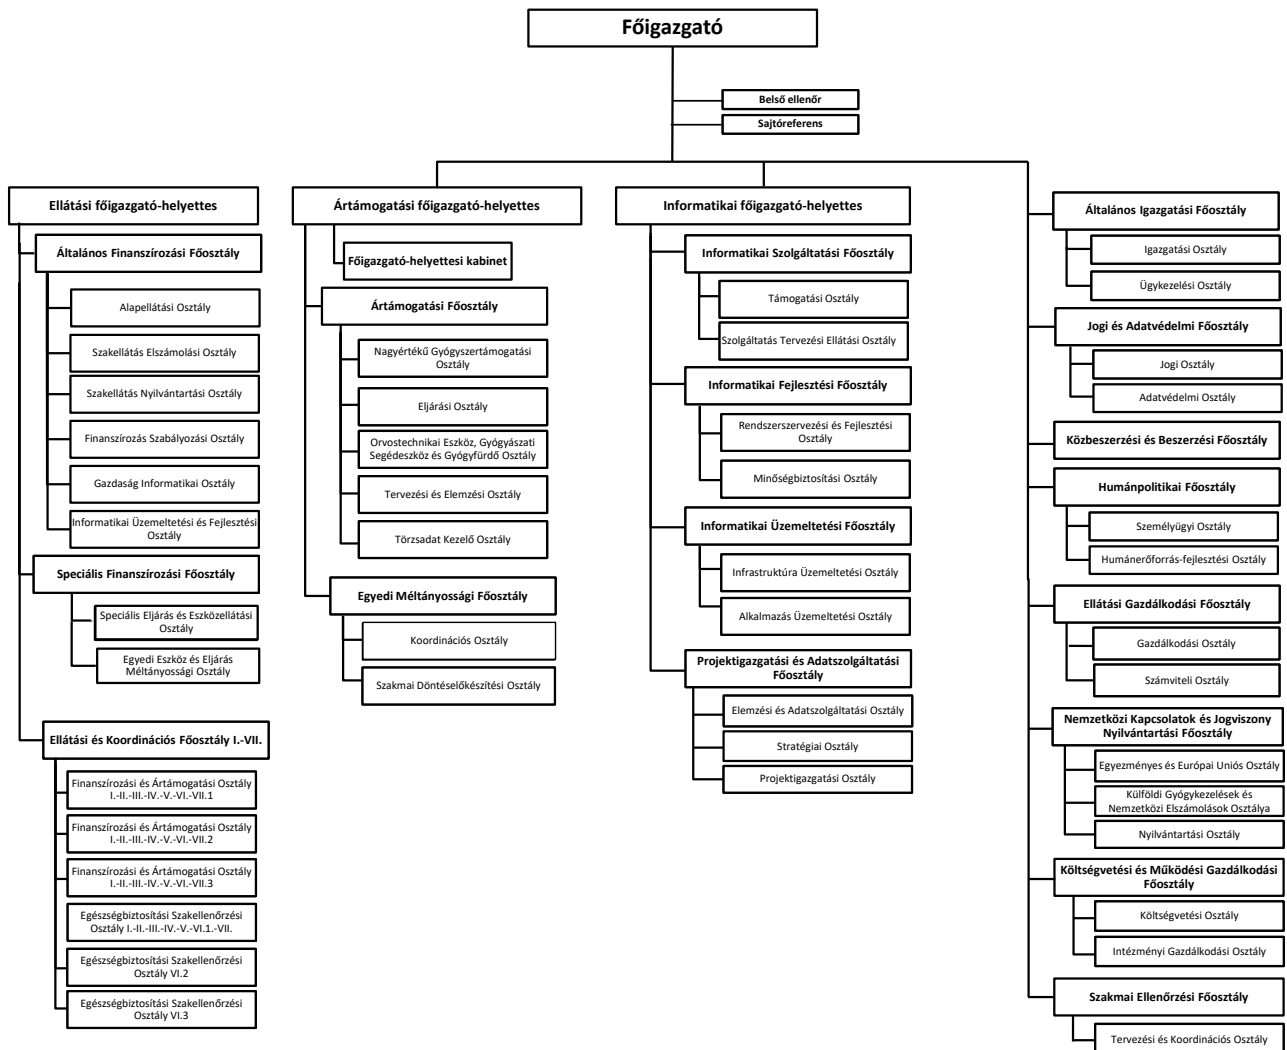 Főigazgató
Belső ellenőr
Sajtóreferens
Ellátási főigazgató-helyettes
Általános Finanszírozási Főosztály
Alapellátási Osztály
Szakellátás Elszámolási Osztály
Szakellátás Nyilvántartási Osztály
Finanszírozás Szabályozási Osztály
Gazdaság Informatikai Osztály
Informatikai Üzemeltetési és Fejlesztési
Osztály
Speciális Finanszírozási Főosztály
Speciális Eljárás és Eszközellátási
Osztály
Egyedi Eszköz és Eljárás
Méltányossági Osztály
Ellátási és Koordinációs Főosztály I.-VII.
Finanszírozási és Ártámogatási Osztály
I.-II.-III.-IV.-V.-VI.-VII.1
Finanszírozási és Ártámogatási Osztály
I.-II.-III.-IV.-V.-VI.-VII.2
Finanszírozási és Ártámogatási Osztály
I.-II.-III.-IV.-V.-VI.-VII.3
Egészségbiztosítási Szakellenőrzési
Osztály I.-II.-III.-IV.-V.-VI.1.-VII.
Egészségbiztosítási Szakellenőrzési
Osztály VI.2
Egészségbiztosítási Szakellenőrzési
Osztály VI.3
Ártámogatási főigazgató-helyettes
Főigazgató-helyettesi kabinet
Ártámogatási Főosztály
Nagyértékű Gyógyszertámogatási
Osztály
Eljárási Osztály
Orvostechnikai Eszköz, Gyógyászati
Segédeszköz és Gyógyfürdő Osztály
Tervezési és Elemzési Osztály
Törzsadat Kezelő Osztály
Egyedi Méltányossági Főosztály
Koordinációs Osztály
Szakmai Döntéselőkészítési Osztály
Informatikai főigazgató-helyettes
Informatikai Szolgáltatási Főosztály
Támogatási Osztály
Szolgáltatás Tervezési Ellátási Osztály
Informatikai Fejlesztési Főosztály
Rendszerszervezési és Fejlesztési
Osztály
Minőségbiztosítási Osztály
Informatikai Üzemeltetési Főosztály
Infrastruktúra Üzemeltetési Osztály
Alkalmazás Üzemeltetési Osztály
Projektigazgatási és Adatszolgáltatási
Főosztály
Elemzési és Adatszolgáltatási Osztály
Stratégiai Osztály
Projektigazgatási Osztály
Általános Igazgatási Főosztály
Igazgatási Osztály
Ügykezelési Osztály
Jogi és Adatvédelmi Főosztály
Jogi Osztály
Adatvédelmi Osztály
Közbeszerzési és Beszerzési Főosztály
Humánpolitikai Főosztály
Személyügyi Osztály
Humánerőforrás-fejlesztési Osztály
Ellátási Gazdálkodási Főosztály
Gazdálkodási Osztály
Számviteli Osztály
Nemzetközi Kapcsolatok és Jogviszony
Nyilvántartási Főosztály
Egyezményes és Európai Uniós Osztály
Külföldi Gyógykezelések és
Nemzetközi Elszámolások Osztálya
Nyilvántartási Osztály
Költségvetési és Működési Gazdálkodási
Főosztály
Költségvetési Osztály
Intézményi Gazdálkodási Osztály
Szakmai Ellenőrzési Főosztály
Tervezési és Koordinációs Osztály